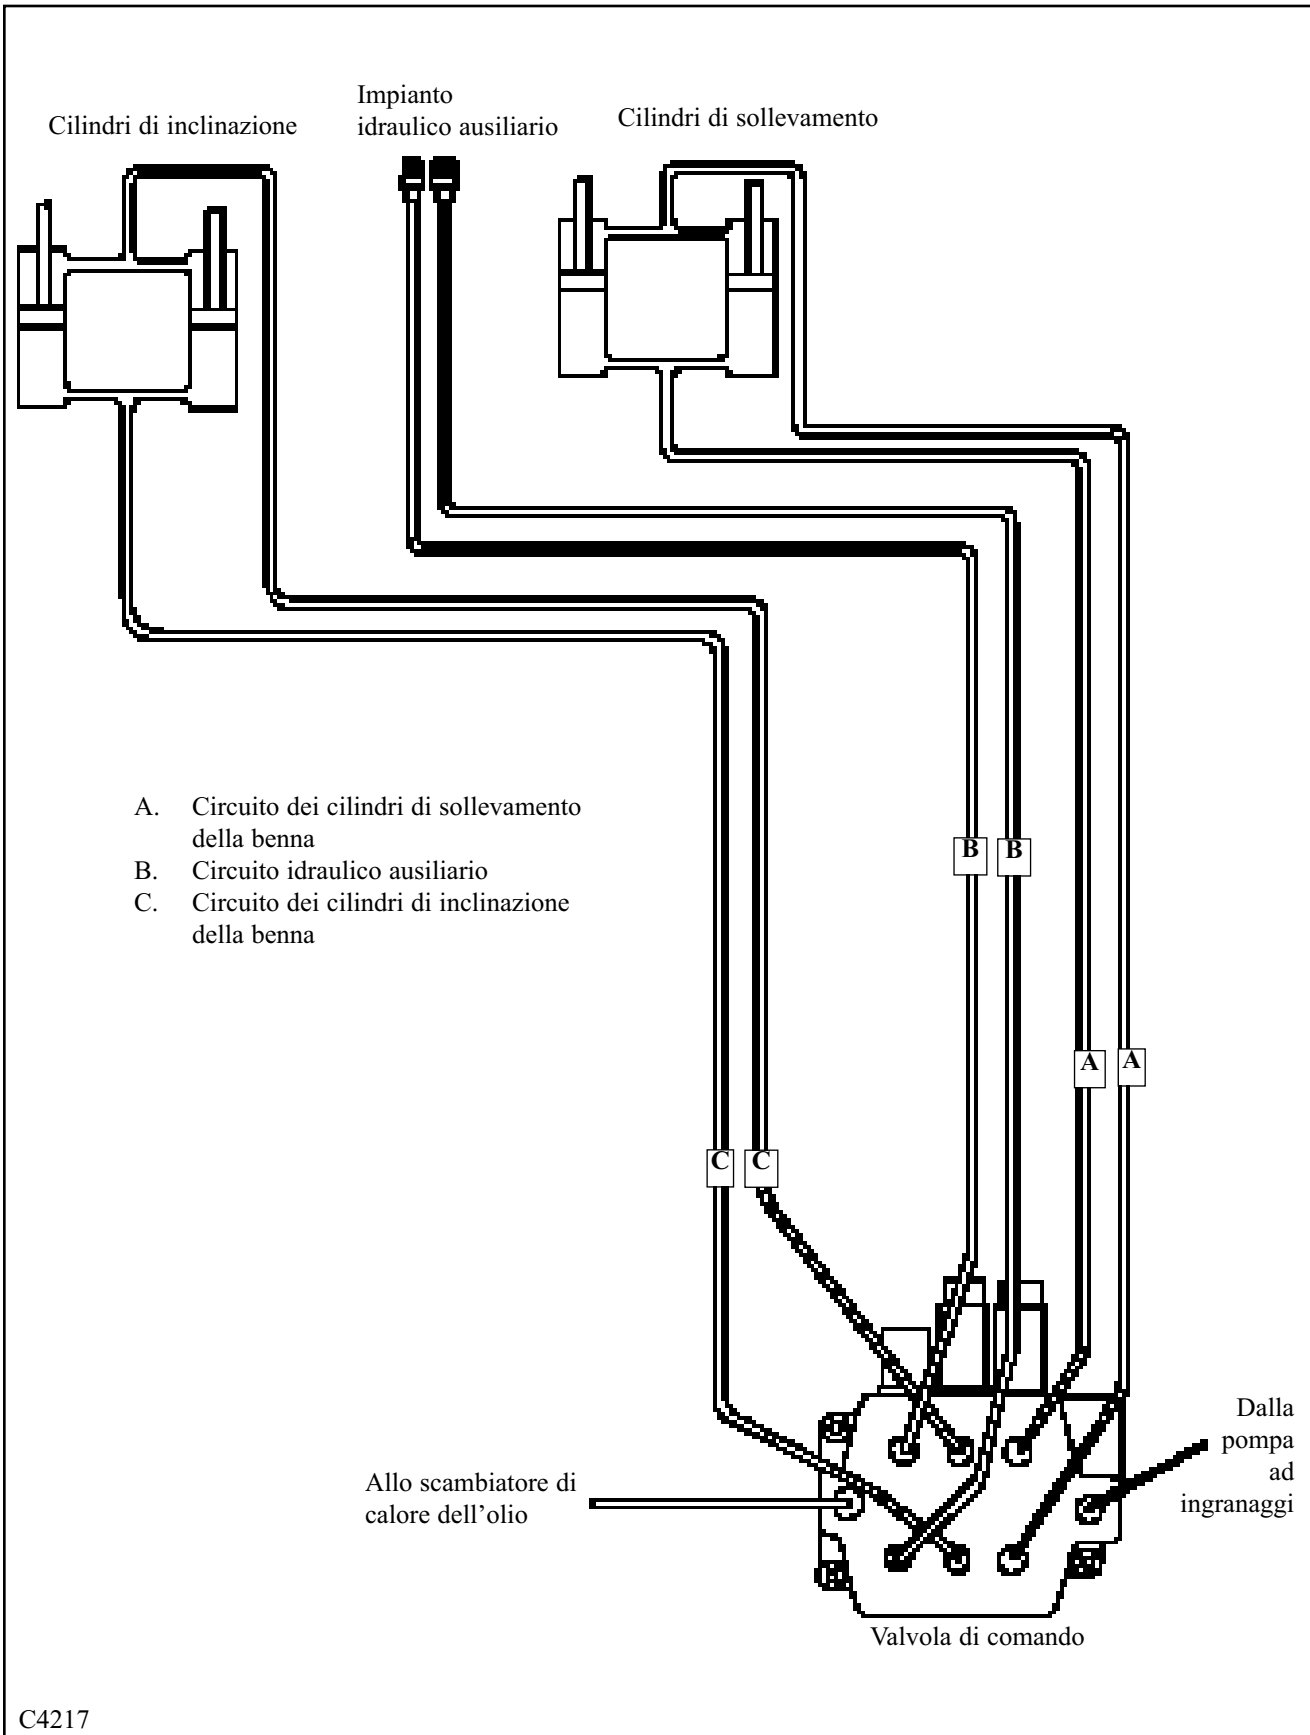 Cilindri di inclinazione
Impianto
idraulico ausiliario
Cilindri di sollevamento
A. Circuito dei cilindri di sollevamento
della benna
B. Circuito idraulico ausiliario
C. Circuito dei cilindri di inclinazione
della benna
B B
A A
C C
Allo scambiatore di
calore dell’olio
Dalla
pompa
ad
ingranaggi
Valvola di comando
C4217